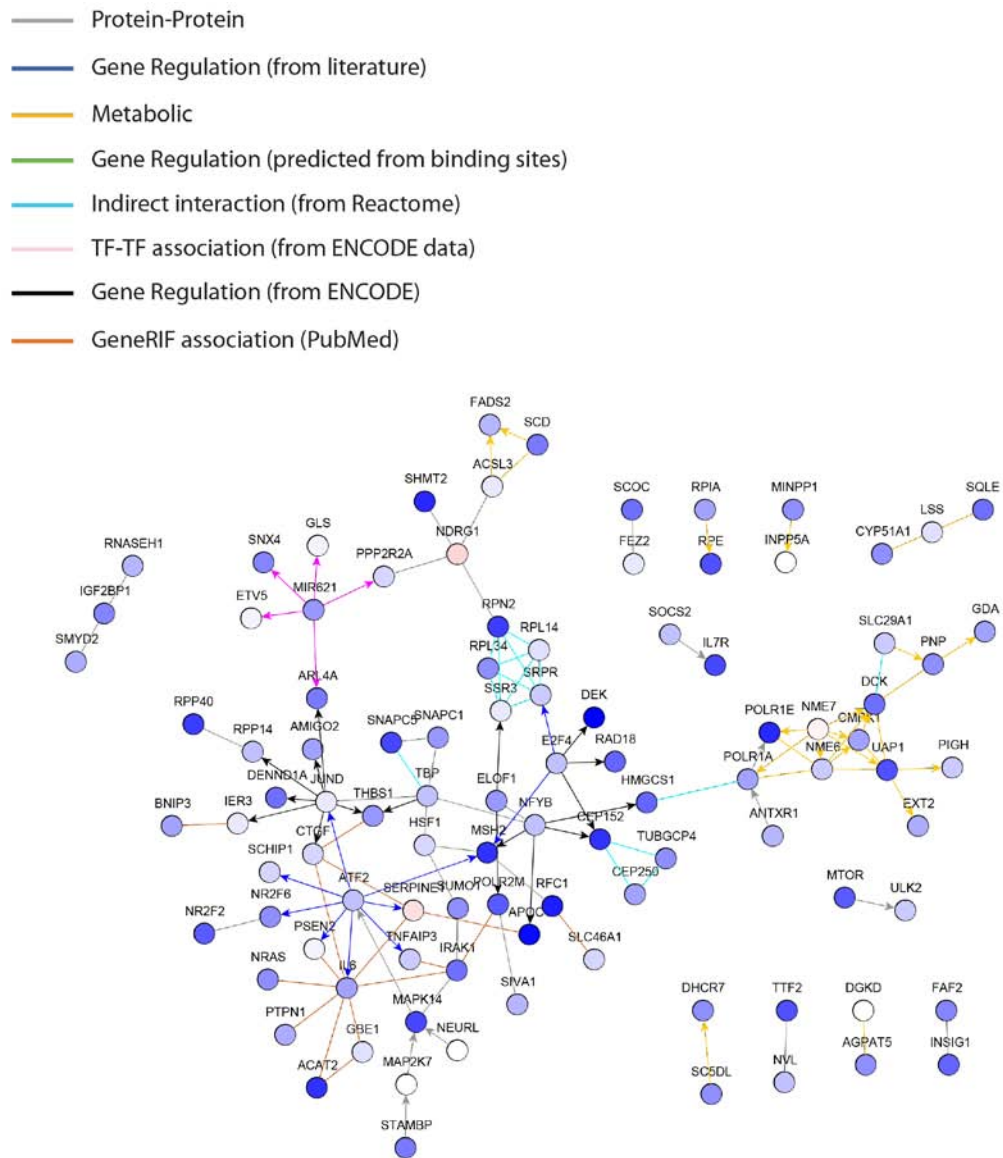 Protein-Protein
Gene Regulation (from literature)
Metabolic
Gene Regulation (predicted from binding sites)
Indirect interaction (from Reactome)
TF-TF association (from ENCODE data)
Gene Regulation (from ENCODE)
GeneRIF association (PubMed)
FADS2
SCD
ACSL3
SHMT2
NDRG1
GLS
SNX4
PPP2R2A
MIR621
ETV5
RNASEH1
IGF2BP1
SMYD2
SCOC
RPIA
MINPP1
SQLE
LSS
CYP51A1
FEZ2
RPE
INPP5A
RPN2
RPL14
RPL34
SRPR
SSR3
SOCS2
IL7R
SLC29A1
GDA
PNP
DCK
ARL4A
RPP40
AMIGO2
RPP14
SNAPC5
SNAPC1
DEK
E2F4
RAD18
POLR1E
NME7
CMPK1
NME6
UAP1
PIGH
POLR1A
DENND1A
JUND
TBP
ELOF1
HMGCS1
BNIP3
IER3
THBS1
NFYB
EXT2
ANTXR1
CTGF
HSF1
MSH2
CEP152
TUBGCP4
SCHIP1
ATF2
CEP250
NR2F6
SUMO1
POLR2M
RFC1
MTOR
ULK2
NR2F2
PSEN2
TNFAIP3
SLC46A1
NRAS
IL6
IRAK1
SIVA1
PTPN1
GBE1
MAPK14
NEURL
ACAT2
MAP2K7
STAMBP
DHCR7
TTF2
DGKD
FAF2
SC5DL
NVL
AGPAT5
INSIG1